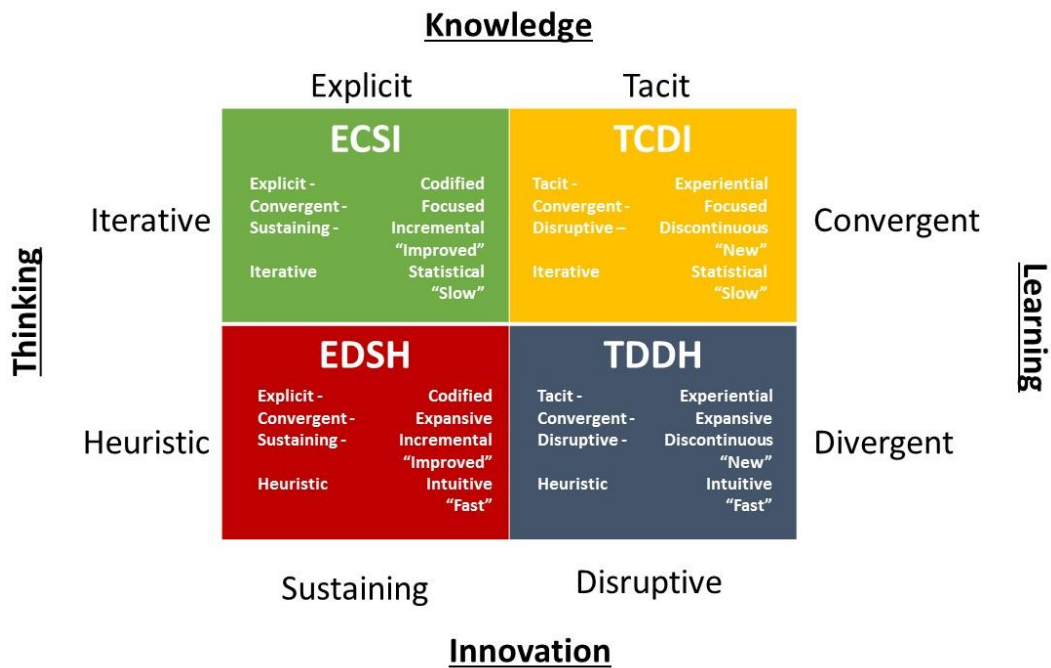 Knowledge
Explicit Tacit
Thinking
Iterative
Heuristic
ECSI
Explicit - Codified
Convergent - Focused
Sustaining - Incremental
“Improved”
Iterative Statistical
“Slow”
TCDI
Tacit - Experiential
Convergent - Focused
Disruptive – Discontinuous
“New”
Iterative Statistical
“Slow”
EDSH
Explicit - Codified
Convergent - Expansive
Sustaining - Incremental
“Improved”
Heuristic Intuitive
“Fast”
TDDH
Tacit - Experiential
Convergent - Expansive
Disruptive - Discontinuous
“New”
Heuristic Intuitive
“Fast”
Convergent
Divergent
Learning
Sustaining Disruptive
Innovation